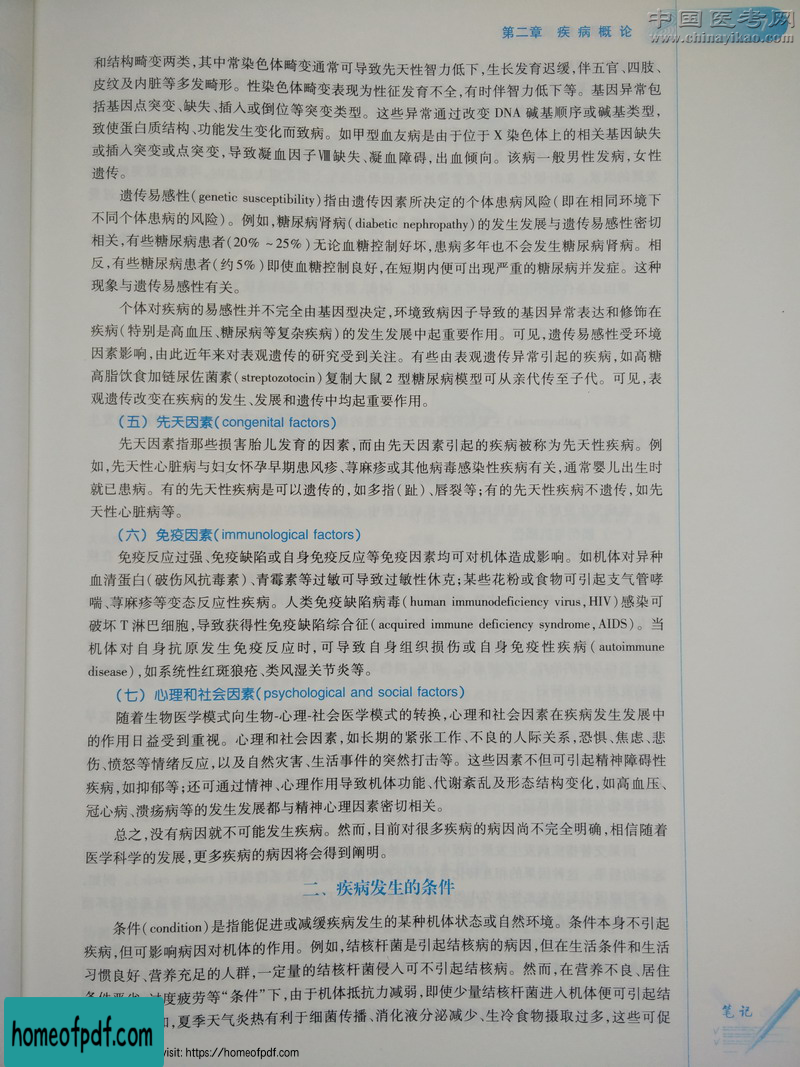 第二章 疾病概论
中国医考网
www.chinayikao.com
和结构畸变两类，其中常染色体畸变通常可导致先天性智力低下，生长发育迟缓，伴五官、四肢、
皮纹及内脏等多发畸形。性染色体畸变表现为性征发育不全，有时伴智力低下等。基因异常包
括基因点突变、缺失、插入或倒位等突变类型。这些异常通过改变 DNA 碱基顺序或碱基类型，
致使蛋白质结构、功能发生变化而致病。如甲型血友病是由于位于 X 染色体上的相关基因缺失
或插入突变或点突变，导致凝血因子Ⅷ缺失、凝血障碍，出血倾向。该病一般男性发病，女性
遗传。
遗传易感性(genetic susceptibility)指由遗传因素所决定的个体患病风险(即在相同环境下
不同个体患病的风险)。例如，糖尿病肾病(diabetic nephropathy)的发生发展与遗传易感性密切
相关，有些糖尿病患者(20% ~25%)无论血糖控制好坏，患病多年也不会发生糖尿病肾病。相
反，有些糖尿病患者(约5%)即使血糖控制良好，在短期内便可出现严重的糖尿病并发症。这种
现象与遗传易感性有关。
个体对疾病的易感性并不完全由基因型决定，环境致病因子导致的基因异常表达和修饰在
疾病(特别是高血压、糖尿病等复杂疾病)的发生发展中起重要作用。可见，遗传易感性受环境
因素影响，由此近年来对表观遗传的研究受到关注。有些由表观遗传异常引起的疾病，如高糖
高脂饮食加链尿佐菌素(streptozotocin)复制大鼠 2 型糖尿病模型可从亲代传至子代。可见，表
观遗传改变在疾病的发生、发展和遗传中均起重要作用。
(五) 先天因素(congenital factors)
先天因素指那些损害胎儿发育的因素，而由先天因素引起的疾病被称为先天性疾病。例
如，先天性心脏病与妇女怀孕早期患风疹、荨麻疹或其他病毒感染性疾病有关，通常婴儿出生时
就已患病。有的先天性疾病是可以遗传的，如多指(趾)、唇裂等；有的先天性疾病不遗传，如先
天性心脏病等。
(六) 免疫因素(immunological factors)
免疫反应过强、免疫缺陷或自身免疫反应等免疫因素均可对机体造成影响。如机体对异种
血清蛋白(破伤风抗毒素)、青霉素等过敏可导致过敏性休克；某些花粉或食物可引起支气管哮
喘、荨麻疹等变态反应性疾病。人类免疫缺陷病毒(human immunodeficiency virus，HIV)感染可
破坏 T 淋巴细胞，导致获得性免疫缺陷综合征(acquired immune deficiency syndrome，AIDS)。当
机体对自身抗原发生免疫反应时，可导致自身组织损伤或自身免疫性疾病(autoimmune
disease)，如系统性红斑狼疮、类风湿关节炎等。
(七) 心理和社会因素(psychological and social factors)
随着生物医学模式向生物-心理-社会医学模式的转换，心理和社会因素在疾病发生发展中
的作用日益受到重视。心理和社会因素，如长期的紧张工作、不良的人际关系，恐惧、焦虑、悲
伤、愤怒等情绪反应，以及自然灾害、生活事件的突然打击等。这些因素不但可引起精神障碍性
疾病，如抑郁等；还可通过情神、心理作用导致机体功能、代谢紊乱及形态结构变化，如高血压、
冠心病、溃疡病等的发生发展都与精神心理因素密切相关。
总之，没有病因就不可能发生疾病。然而，目前对很多疾病的病因尚不完全明确，相信随着
医学科学的发展，更多疾病的病因将会得到阐明。
二、疾病发生的条件
条件(condition)是指能促进或减缓疾病发生的某种机体状态或自然环境。条件本身不引起
疾病，但可影响病因对机体的作用。例如，结核杆菌是引起结核病的病因，但在生活条件和生活
习惯良好、营养充足的人群，一定量的结核杆菌侵入可不引起结核病。然而，在营养不良、居住
过度疲劳等“条件”下，由于机体抵抗力减弱，即使少量结核杆菌进入机体便可引起结
，夏季天气炎热有利于细菌传播、消化液分泌减少、生冷食物摄取过多，这些可促
笔记
homeofpdf.com
visit: https://homeofpdf.com